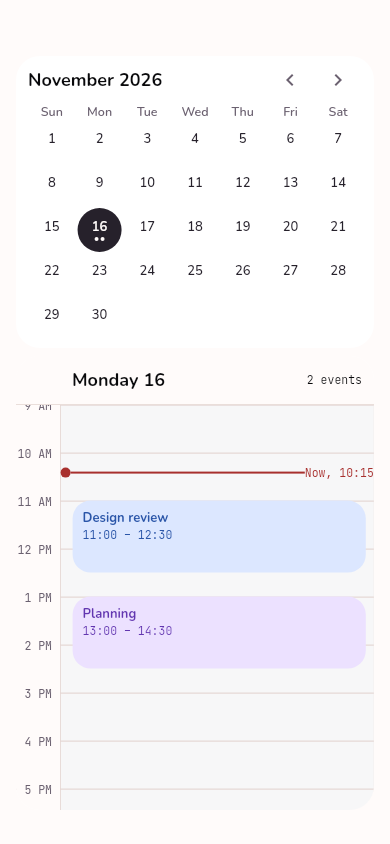 November 2026
Sun Mon Tue Wed Thu Fri Sat
1 2 3 4 5 6 7
8 9 10 11 12 13 14
15 16 17 18 19 20 21
22 23 24 25 26 27 28
29 30
Monday 16 2 events
9 AM
10 AM
Now, 10:15
11 AM
Design review
11:00 – 12:30
12 PM
1 PM
Planning
13:00 – 14:30
2 PM
3 PM
4 PM
5 PM